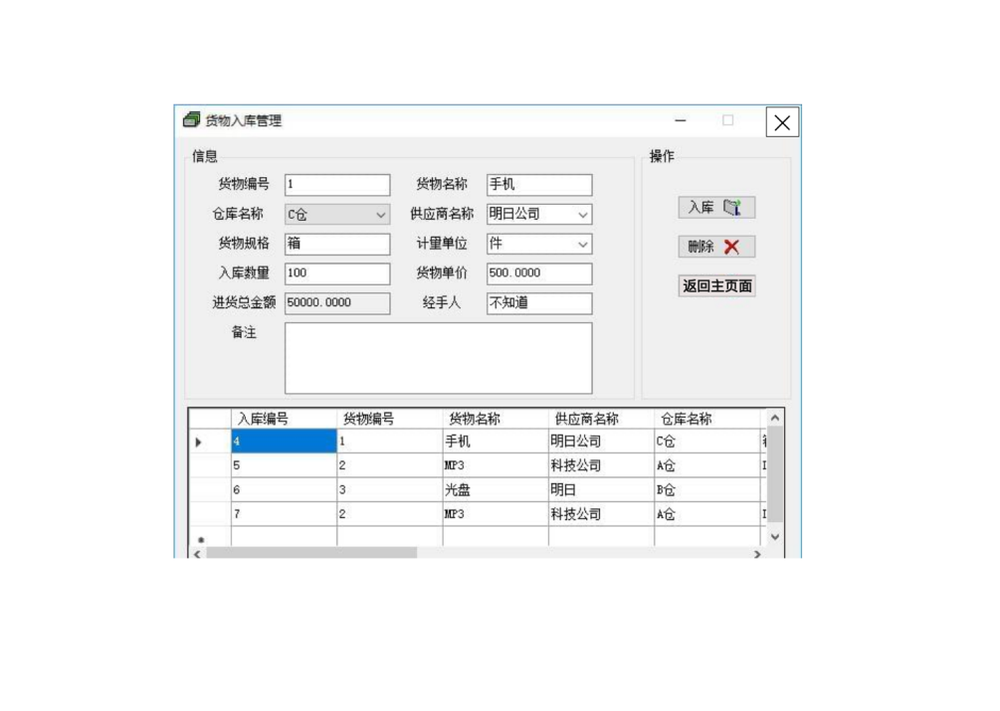 货物入库管理
信息
操作
货物编号 1 货物名称 手机
仓库名称 C仓 供应商名称 明日公司
入库
货物规格 箱 计量单位 件
删除
入库数量 100 货物单价 500.0000
返回主页面
进货总金额 50000.0000 经手人 不知道
备注
入库编号 货物编号 货物名称 供应商名称 仓库名称
4 1 手机 明日公司 C仓
5 2 MP3 科技公司 A仓
6 3 光盘 明日 B仓
7 2 MP3 科技公司 A仓